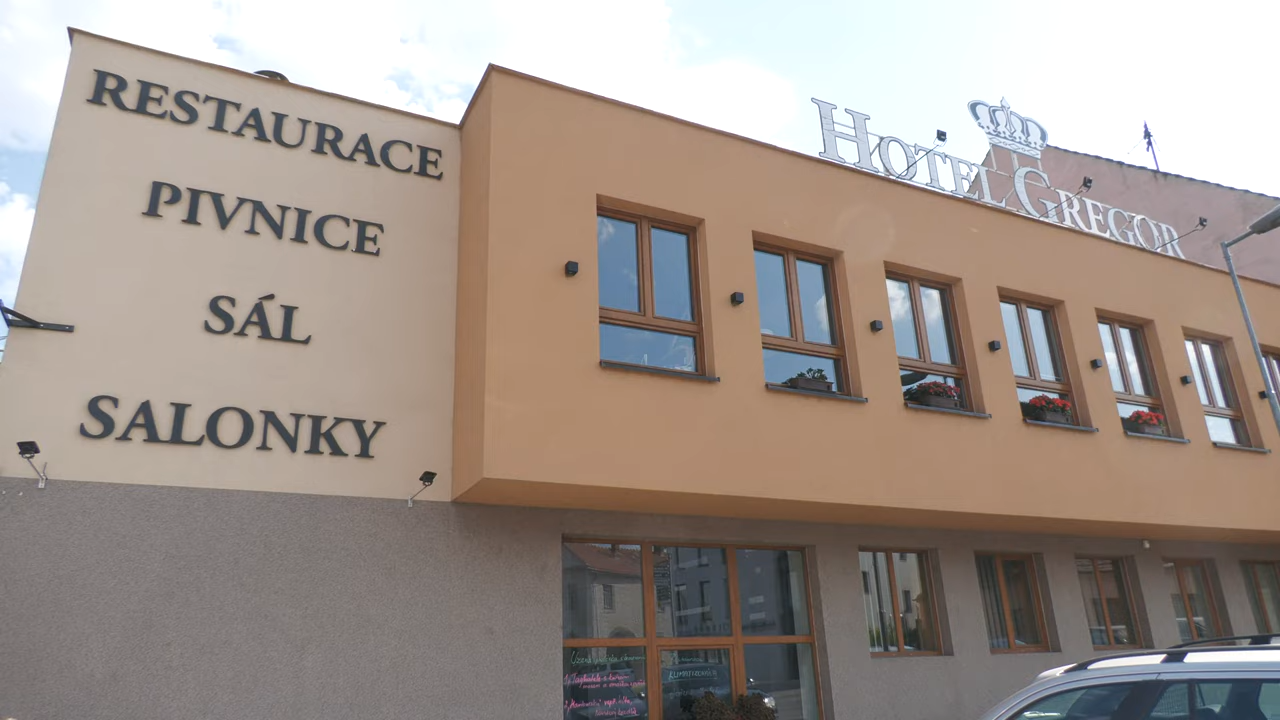 RESTAURACE
PIVNICE
SÁL
SALONKY
HOTEL GREGOR